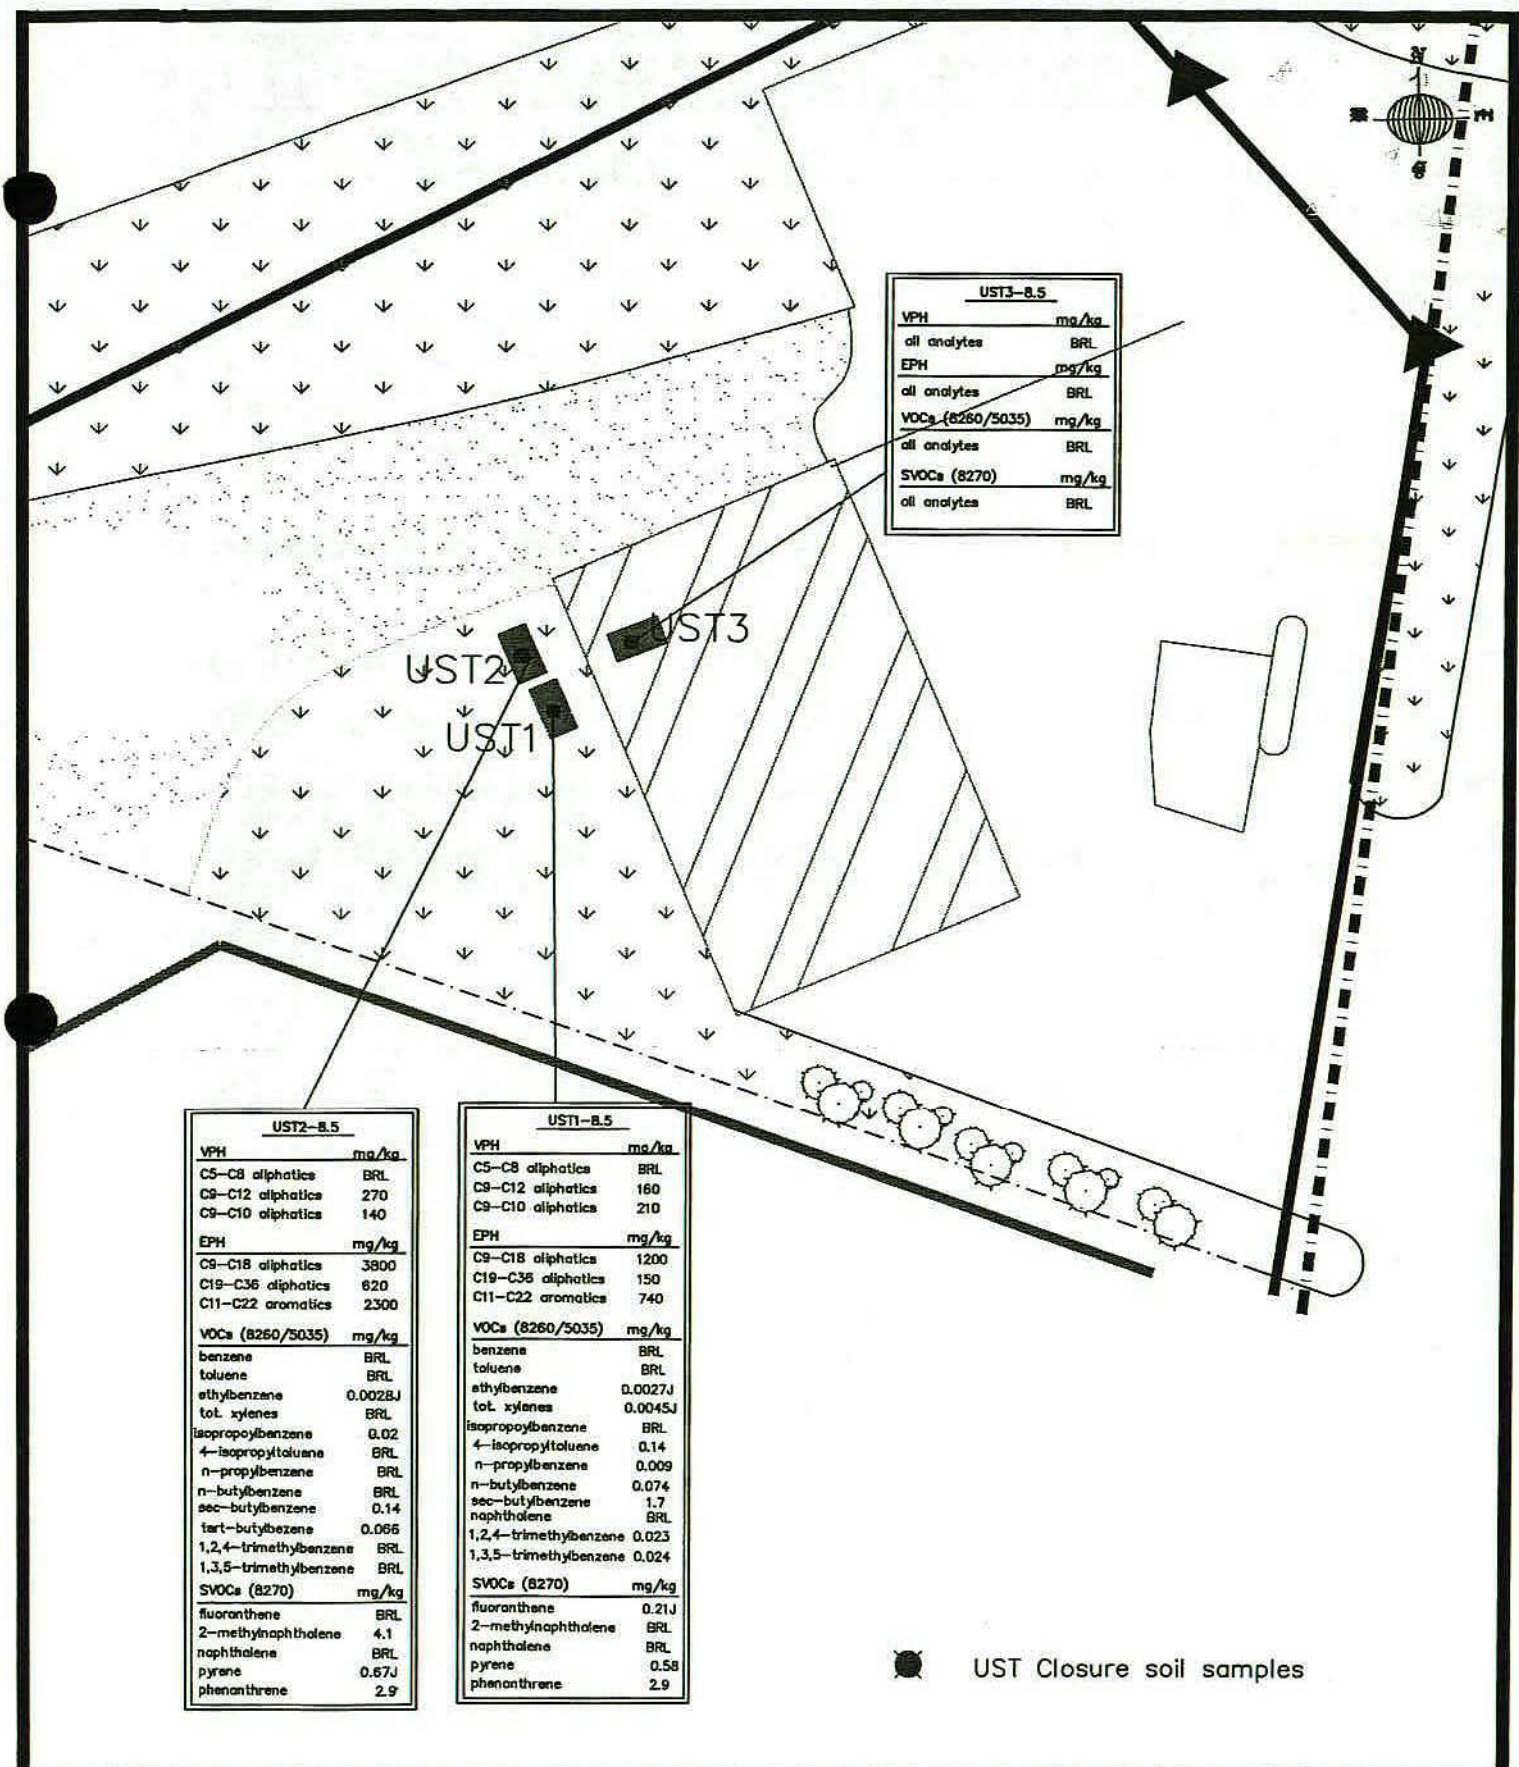 N
E
S
UST3-8.5
VPH mg/kg
all analytes BRL
EPH mg/kg
all analytes BRL
VOCs (8260/5035) mg/kg
all analytes BRL
SVOCs (8270) mg/kg
all analytes BRL
UST3
UST2
UST1
UST2-8.5
VPH mg/kg
C5-C8 aliphatics BRL
C9-C12 aliphatics 270
C9-C10 aliphatics 140
EPH mg/kg
C9-C18 aliphatics 3800
C19-C36 aliphatics 620
C11-C22 aromatics 2300
VOCs (8260/5035) mg/kg
benzene BRL
toluene BRL
ethylbenzene 0.0028J
tot. xylenes BRL
isopropoylbenzene 0.02
4-isopropyltoluene BRL
n-propylbenzene BRL
n-butylbenzene BRL
sec-butylbenzene 0.14
tert-butylbezene 0.066
1,2,4-trimethylbenzene BRL
1,3,5-trimethylbenzene BRL
SVOCs (8270) mg/kg
fluoranthene BRL
2-methylnaphthalene 4.1
naphthalene BRL
pyrene 0.67J
phenanthrene 2.9
UST1-8.5
VPH mg/kg
C5-C8 aliphatics BRL
C9-C12 aliphatics 160
C9-C10 aliphatics 210
EPH mg/kg
C9-C18 aliphatics 1200
C19-C36 aliphatics 150
C11-C22 aromatics 740
VOCs (8260/5035) mg/kg
benzene BRL
toluene BRL
ethylbenzene 0.0027J
tot. xylenes 0.0045J
isopropoylbenzene BRL
4-isopropyltoluene 0.14
n-propylbenzene 0.009
n-butylbenzene 0.074
sec-butylbenzene 1.7
naphthalene BRL
1,2,4-trimethylbenzene 0.023
1,3,5-trimethylbenzene 0.024
SVOCs (8270) mg/kg
fluoranthene 0.21J
2-methylnaphthalene BRL
naphthalene BRL
pyrene 0.58
phenanthrene 2.9
UST Closure soil samples